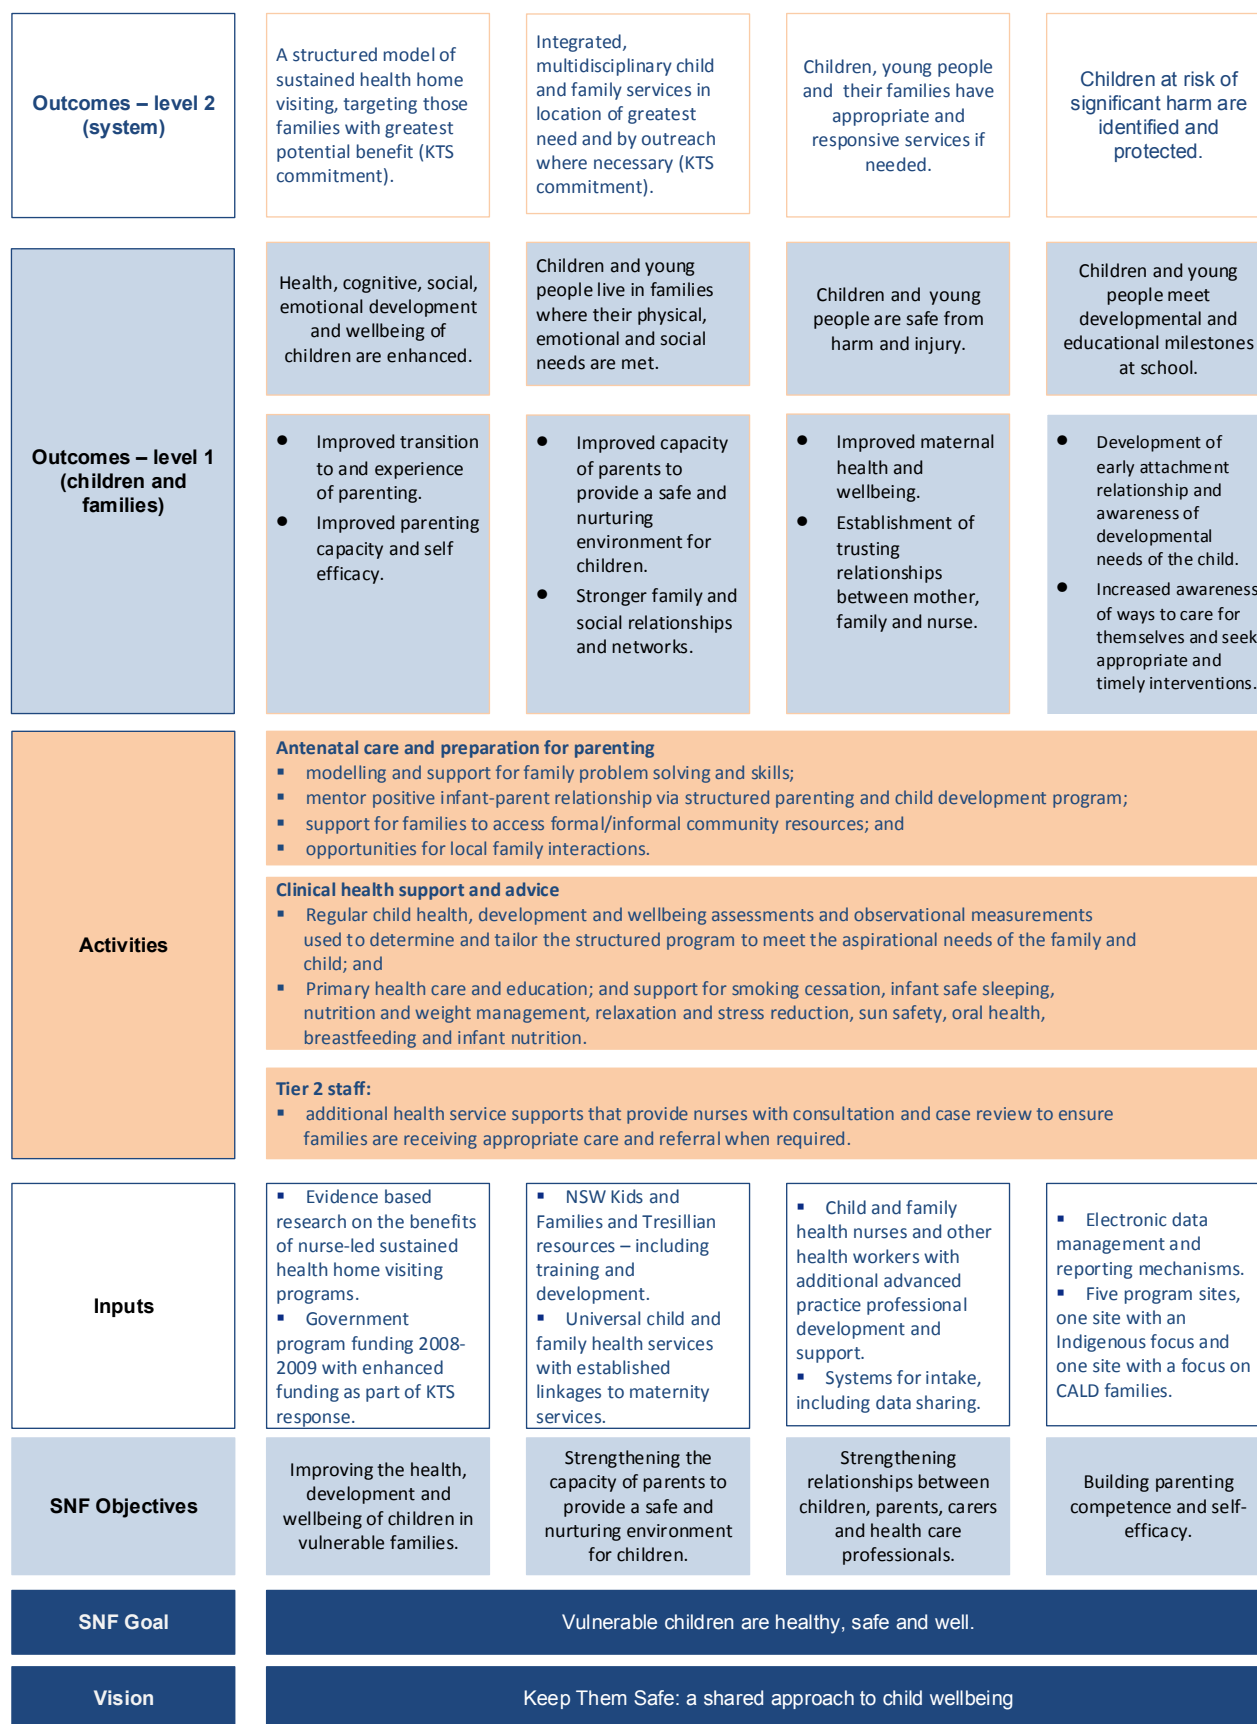 Outcomes – level 2
(system)
A structured model of
sustained health home
visiting, targeting those
families with greatest
potential benefit (KTS
commitment).
Integrated,
multidisciplinary child
and family services in
location of greatest
need and by outreach
where necessary (KTS
commitment).
Children, young people
and their families have
appropriate and
responsive services if
needed.
Children at risk of
significant harm are
identified and
protected.
Outcomes – level 1
(children and
families)
Health, cognitive, social,
emotional development
and wellbeing of
children are enhanced.
Children and young
people live in families
where their physical,
emotional and social
needs are met.
Children and young
people are safe from
harm and injury.
Children and young
people meet
developmental and
educational milestones
at school.
● Improved transition
to and experience
of parenting.
● Improved parenting
capacity and self
efficacy.
● Improved capacity
of parents to
provide a safe and
nurturing
environment for
children.
● Stronger family and
social relationships
and networks.
● Improved maternal
health and
wellbeing.
● Establishment of
trusting
relationships
between mother,
family and nurse.
● Development of
early attachment
relationship and
awareness of
developmental
needs of the child.
● Increased awareness
of ways to care for
themselves and seek
appropriate and
timely interventions.
Activities
Antenatal care and preparation for parenting
▪ modelling and support for family problem solving and skills;
▪ mentor positive infant-parent relationship via structured parenting and child development program;
▪ support for families to access formal/informal community resources; and
▪ opportunities for local family interactions.
Clinical health support and advice
▪ Regular child health, development and wellbeing assessments and observational measurements
used to determine and tailor the structured program to meet the aspirational needs of the family and
child; and
▪ Primary health care and education; and support for smoking cessation, infant safe sleeping,
nutrition and weight management, relaxation and stress reduction, sun safety, oral health,
breastfeeding and infant nutrition.
Tier 2 staff:
▪ additional health service supports that provide nurses with consultation and case review to ensure
families are receiving appropriate care and referral when required.
Inputs
▪ Evidence based
research on the benefits
of nurse-led sustained
health home visiting
programs.
▪ Government
program funding 2008-
2009 with enhanced
funding as part of KTS
response.
▪ NSW Kids and
Families and Tresillian
resources – including
training and
development.
▪ Universal child and
family health services
with established
linkages to maternity
services.
▪ Child and family
health nurses and other
health workers with
additional advanced
practice professional
development and
support.
▪ Systems for intake,
including data sharing.
▪ Electronic data
management and
reporting mechanisms.
▪ Five program sites,
one site with an
Indigenous focus and
one site with a focus on
CALD families.
SNF Objectives
Improving the health,
development and
wellbeing of children in
vulnerable families.
Strengthening the
capacity of parents to
provide a safe and
nurturing environment
for children.
Strengthening
relationships between
children, parents, carers
and health care
professionals.
Building parenting
competence and self-
efficacy.
SNF Goal
Vulnerable children are healthy, safe and well.
Vision
Keep Them Safe: a shared approach to child wellbeing